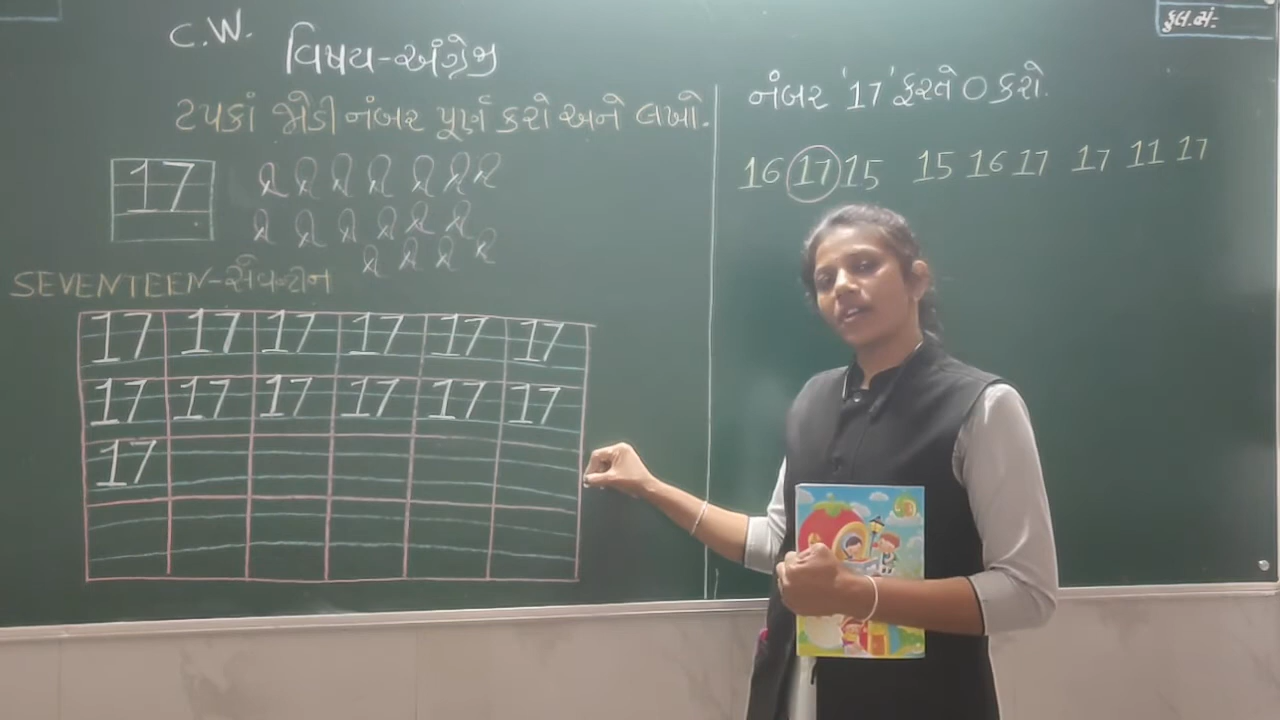 C.W.
વિષય-અંગ્રેજી
ટપકાં જોડી નંબર પૂર્ણ કરો અને લખો.
17
SEVENTEEN-સેવન્ટીન
17 17 17 17 17 17
17 17 17 17 17 17
17
કુલ.સં:
નંબર '17' ફરતે O કરો.
16 17 15 15 16 17 17 11 17